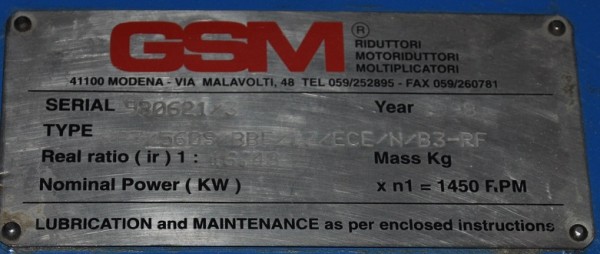 GSM ®
RIDUTTORI
MOTORIDUTTORI
MOLTIPLICATORI
41100 MODENA - VIA MALAVOLTI, 48 TEL 059/252895 - FAX 059/260781
SERIAL Year
TYPE
Real ratio ( ir ) 1 : Mass Kg
Nominal Power ( KW ) x n1 = 1450 F.PM
LUBRICATION and MAINTENANCE as per enclosed instructions